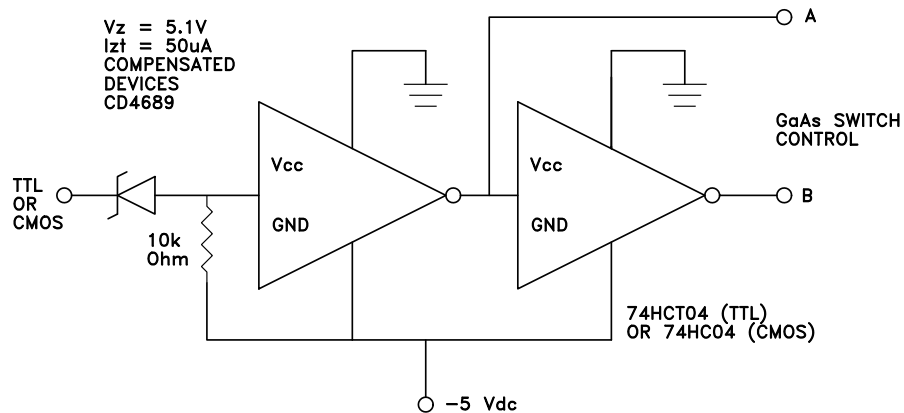 Vz = 5.1V
Izt = 50uA
COMPENSATED
DEVICES
CD4689
A
GaAs SWITCH
CONTROL
Vcc
Vcc
TTL
OR
CMOS
B
GND
GND
10k
Ohm
74HCT04 (TTL)
OR 74HC04 (CMOS)
-5 Vdc